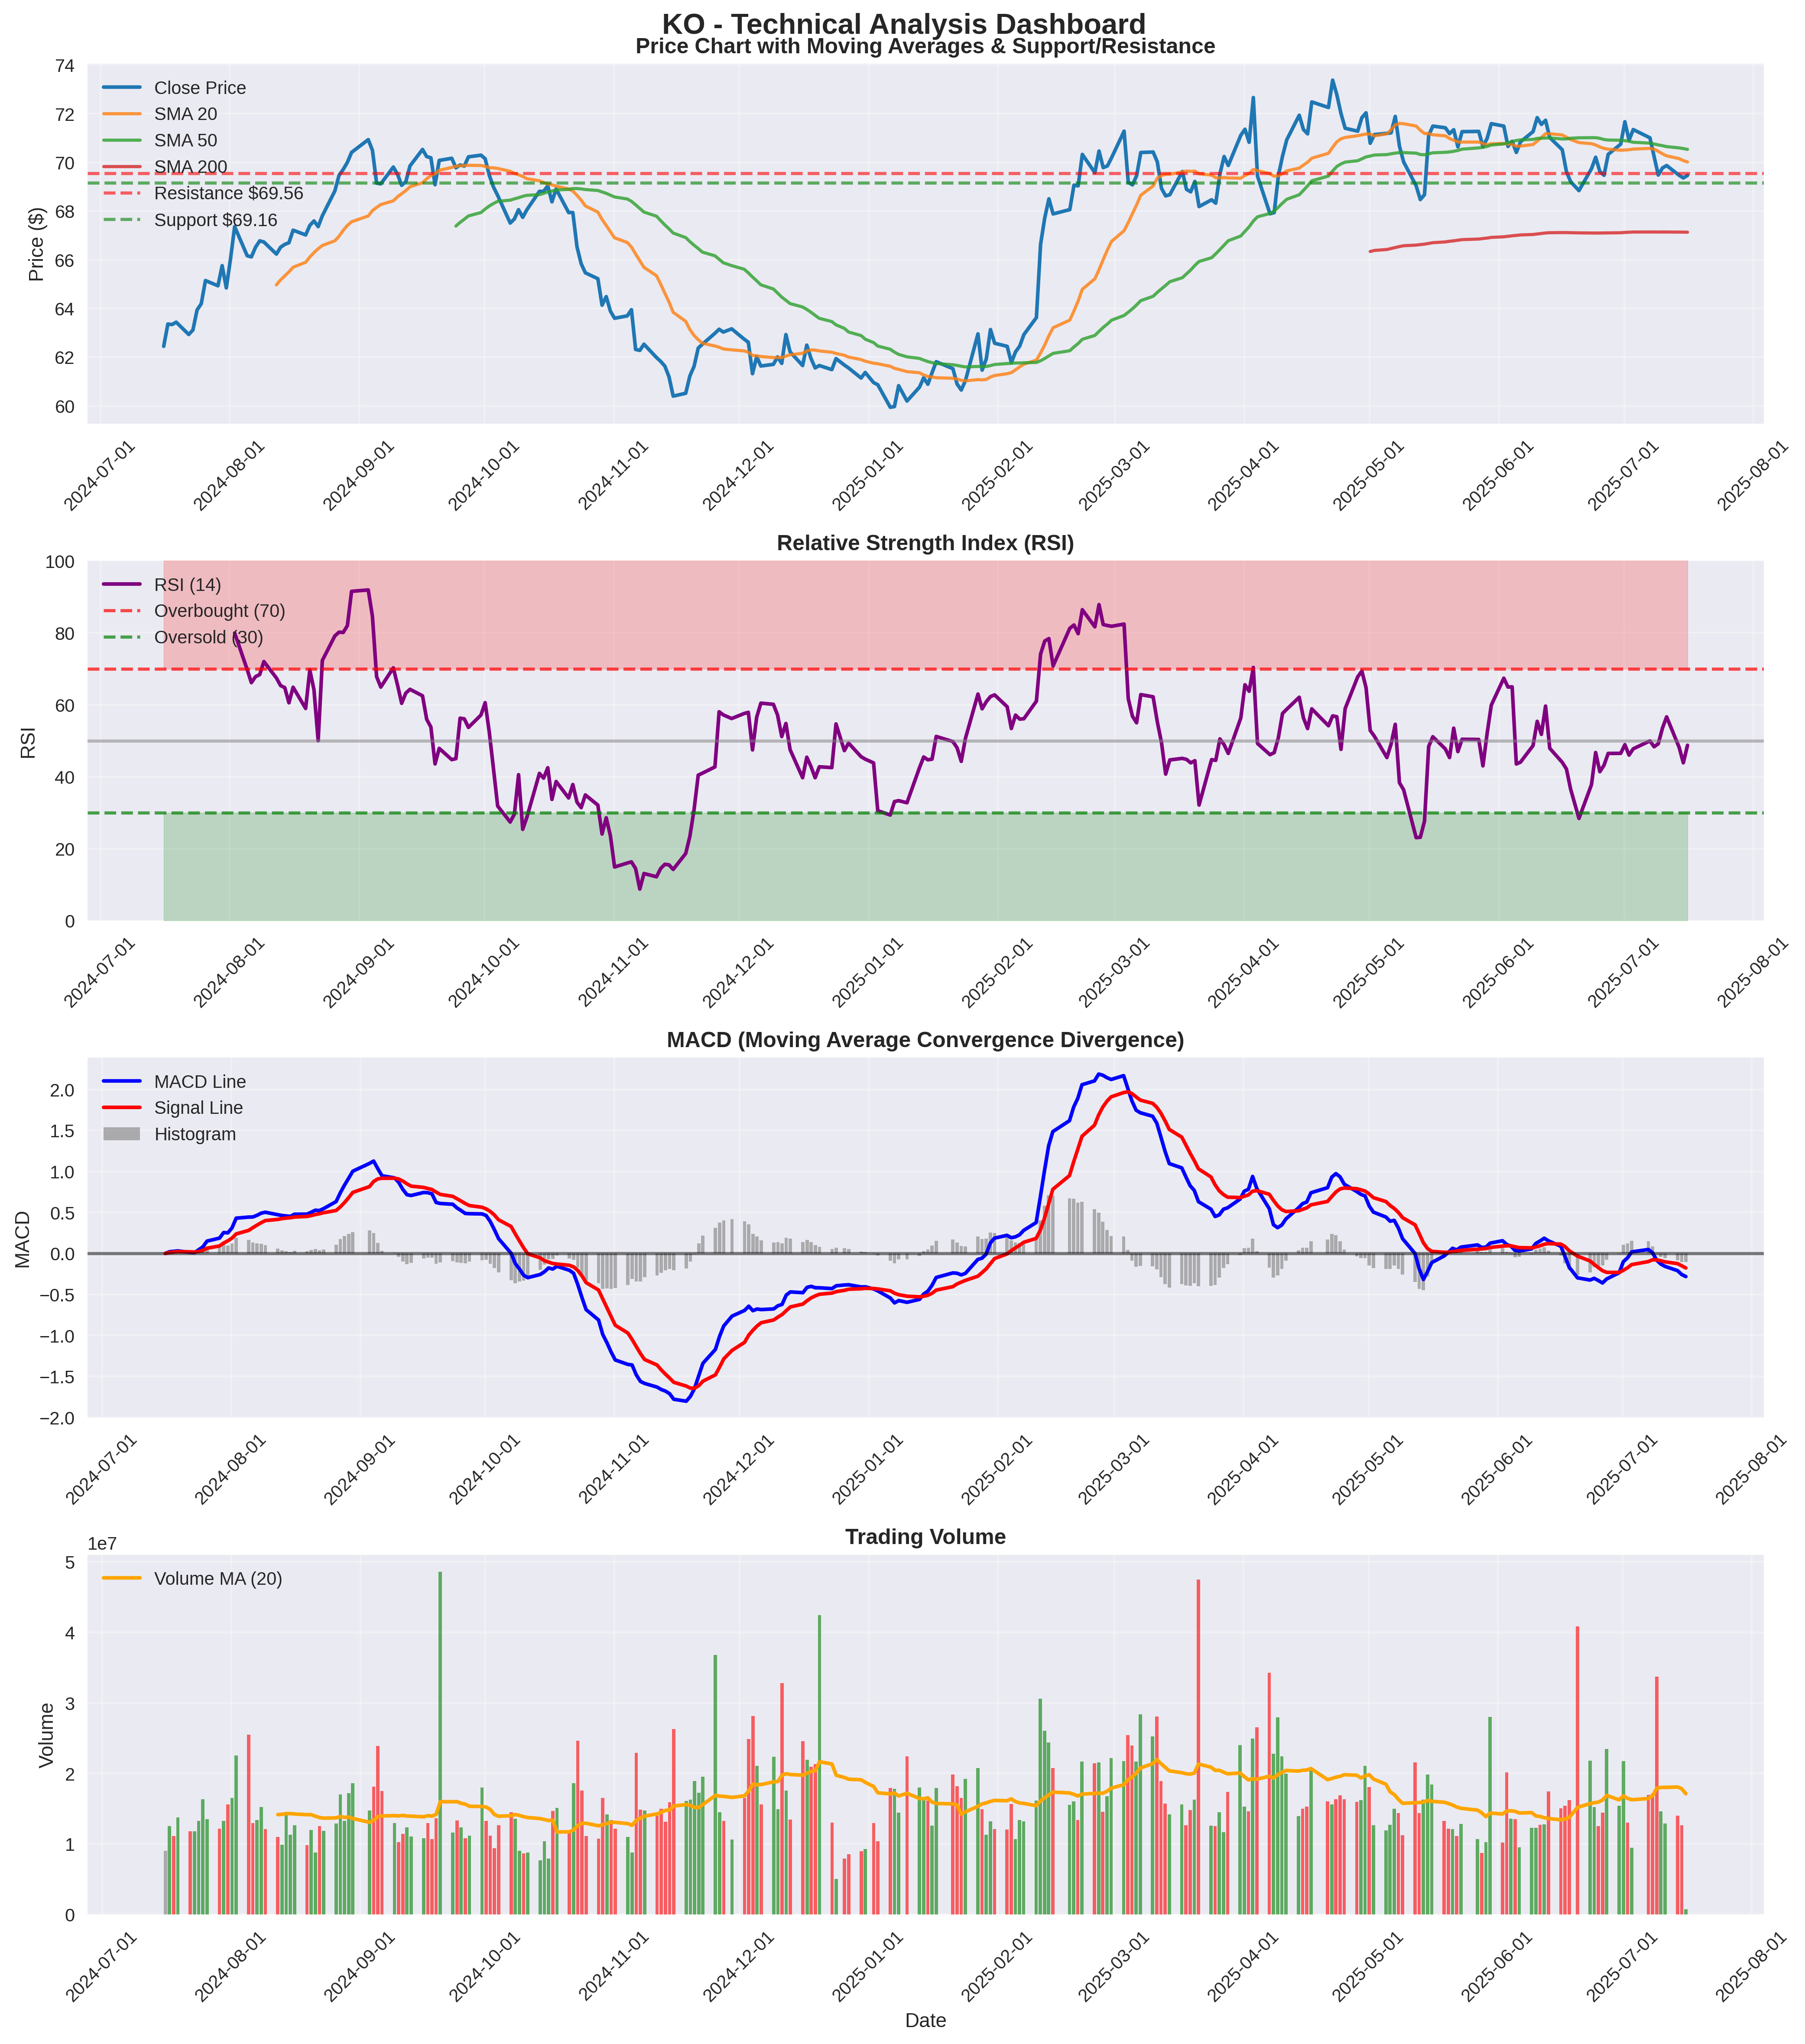 KO - Technical Analysis Dashboard
Price Chart with Moving Averages & Support/Resistance
Close Price
SMA 20
SMA 50
SMA 200
Resistance $69.56
Support $69.16
Price ($)
74
72
70
68
66
64
62
60
2024-07-01 2024-08-01 2024-09-01 2024-10-01 2024-11-01 2024-12-01 2025-01-01 2025-02-01 2025-03-01 2025-04-01 2025-05-01 2025-06-01 2025-07-01 2025-08-01
Relative Strength Index (RSI)
RSI (14)
Overbought (70)
Oversold (30)
RSI
100
80
60
40
20
0
2024-07-01 2024-08-01 2024-09-01 2024-10-01 2024-11-01 2024-12-01 2025-01-01 2025-02-01 2025-03-01 2025-04-01 2025-05-01 2025-06-01 2025-07-01 2025-08-01
MACD (Moving Average Convergence Divergence)
MACD Line
Signal Line
Histogram
MACD
2.0
1.5
1.0
0.5
0.0
−0.5
−1.0
−1.5
−2.0
2024-07-01 2024-08-01 2024-09-01 2024-10-01 2024-11-01 2024-12-01 2025-01-01 2025-02-01 2025-03-01 2025-04-01 2025-05-01 2025-06-01 2025-07-01 2025-08-01
Trading Volume
1e7
Volume MA (20)
Volume
5
4
3
2
1
0
2024-07-01 2024-08-01 2024-09-01 2024-10-01 2024-11-01 2024-12-01 2025-01-01 2025-02-01 2025-03-01 2025-04-01 2025-05-01 2025-06-01 2025-07-01 2025-08-01
Date